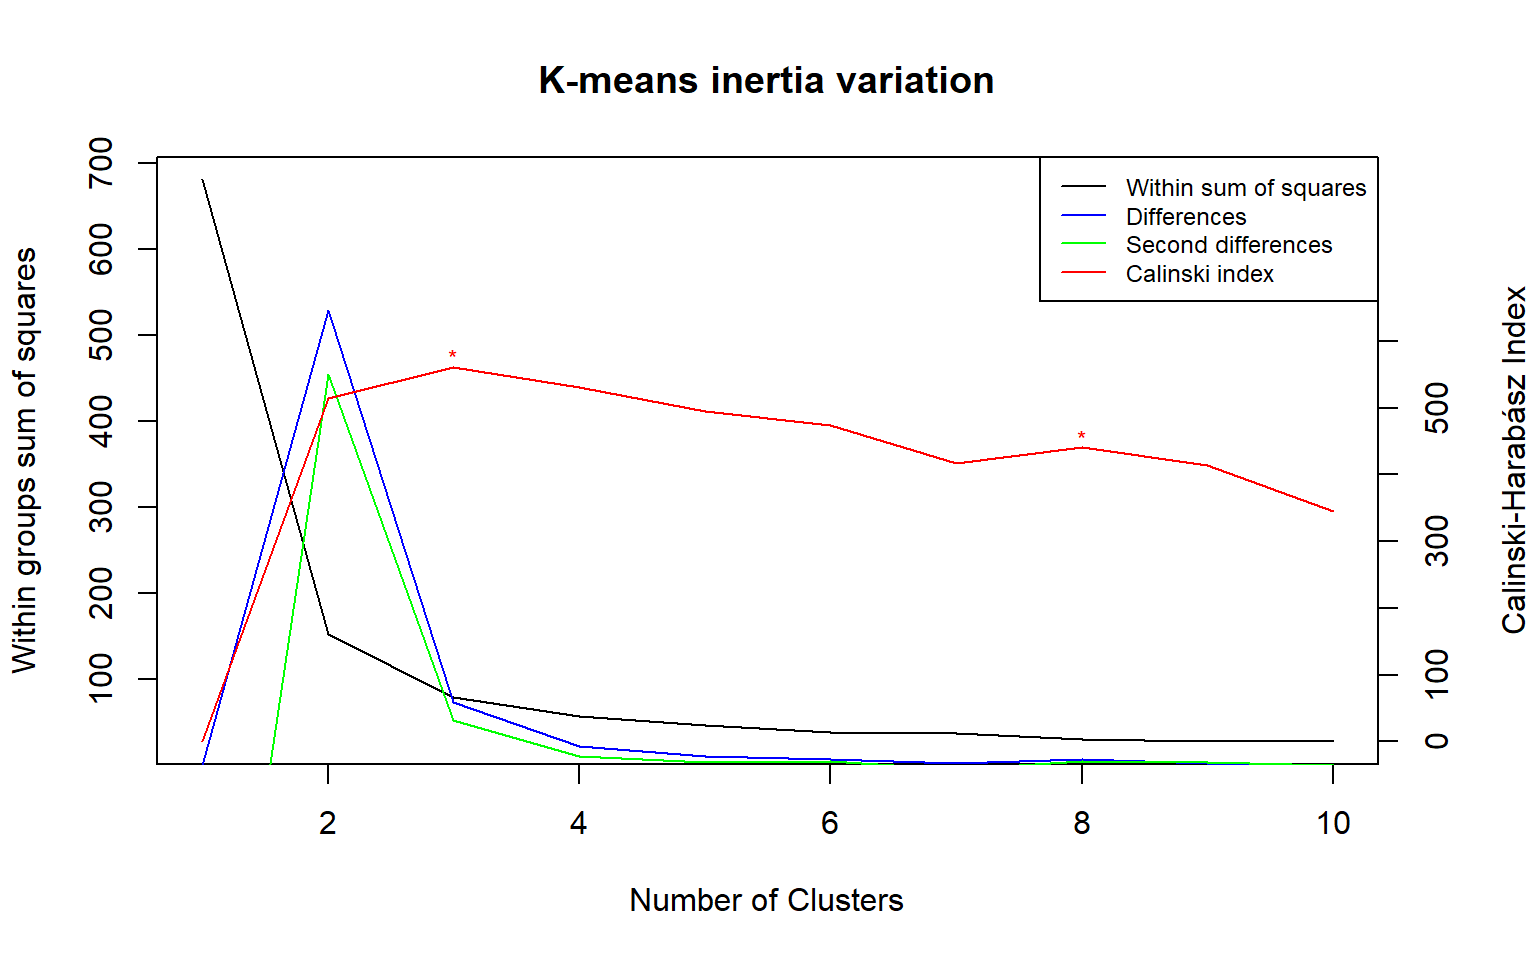 K-means inertia variation
Within groups sum of squares
700
600
500
400
300
200
100
Within sum of squares
Differences
Second differences
Calinski index
*
*
500
300
100
0
Calinski-Harabász Index
2 4 6 8 10
Number of Clusters